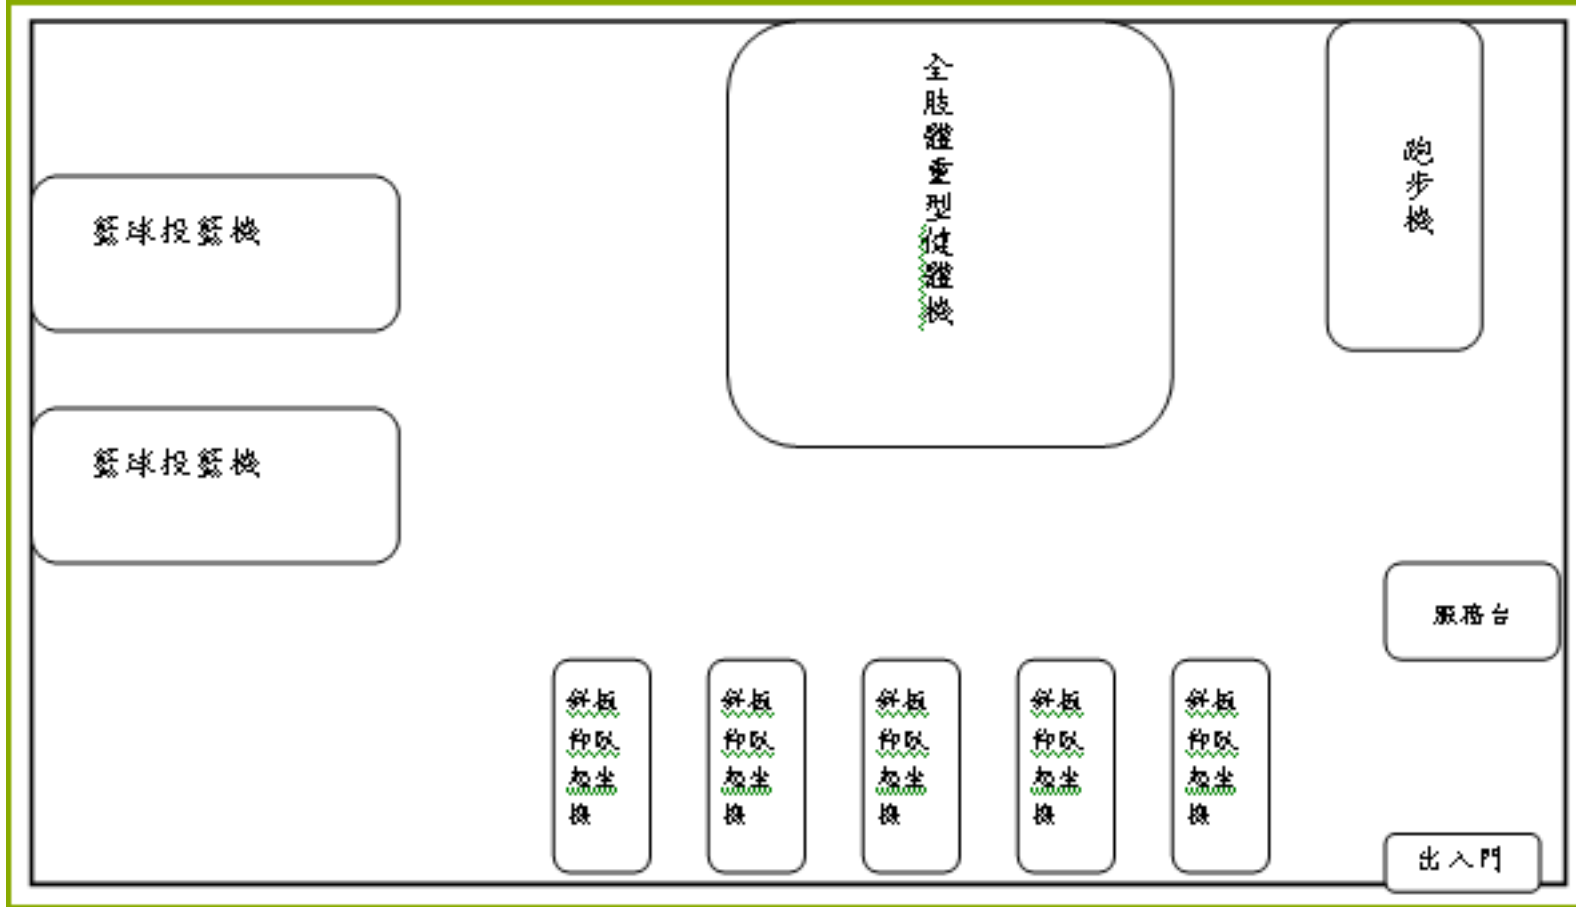 全肢體重型健體機
跑步機
籃球投籃機
籃球投籃機
服務台
斜板
仰臥
起坐
機
斜板
仰臥
起坐
機
斜板
仰臥
起坐
機
斜板
仰臥
起坐
機
斜板
仰臥
起坐
機
出入門